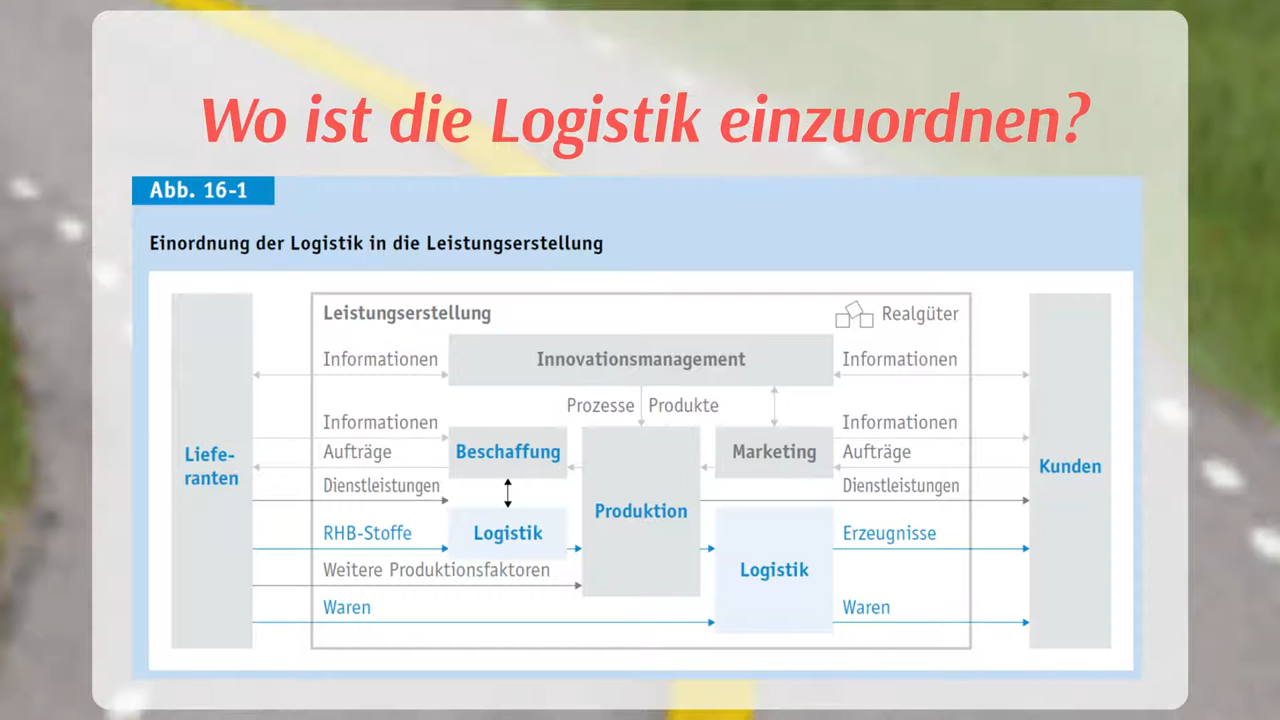 Wo ist die Logistik einzuordnen?
Abb. 16-1
Einordnung der Logistik in die Leistungserstellung
Leistungserstellung
Realgüter
Informationen
Innovationsmanagement
Informationen
Prozesse
Produkte
Informationen
Informationen
Liefe-
ranten
Aufträge
Beschaffung
Marketing
Aufträge
Kunden
Dienstleistungen
Dienstleistungen
Produktion
RHB-Stoffe
Logistik
Erzeugnisse
Weitere Produktionsfaktoren
Logistik
Waren
Waren